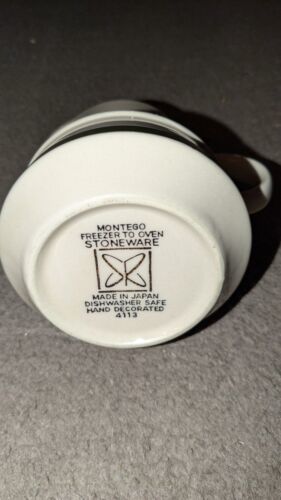 MONTEGO
FREEZER TO OVEN
STONEWARE
MADE IN JAPAN
DISHWASHER SAFE
HAND DECORATED
4113